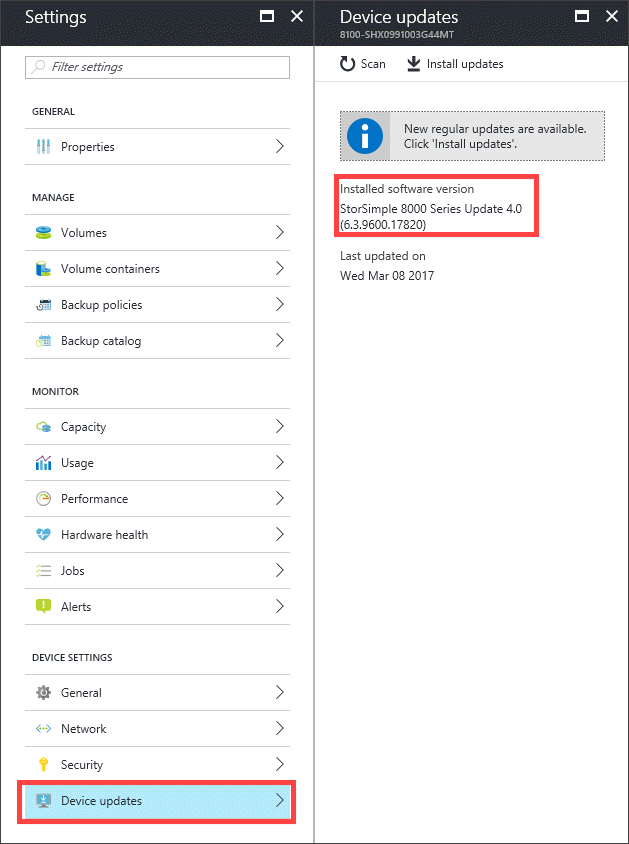 Settings
Filter settings
GENERAL
Properties
MANAGE
Volumes
Volume containers
Backup policies
Backup catalog
MONITOR
Capacity
Usage
Performance
Hardware health
Jobs
Alerts
DEVICE SETTINGS
General
Network
Security
Device updates
Device updates
8100-SHX0991003G44MT
Scan
Install updates
New regular updates are available.
Click 'Install updates'.
Installed software version
StorSimple 8000 Series Update 4.0
(6.3.9600.17820)
Last updated on
Wed Mar 08 2017